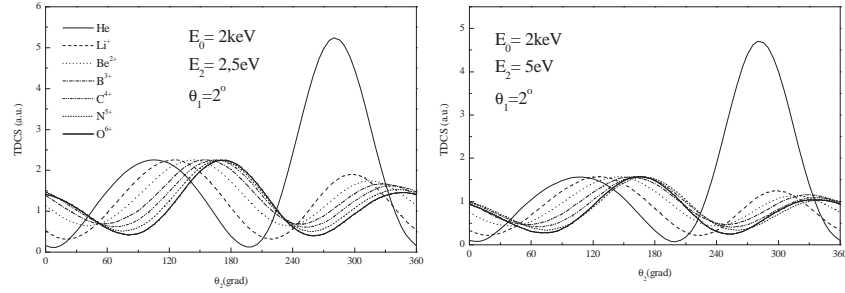 6
5
4
3
2
1
0
TDCS (a.u.)
He
Li⁺
Be²⁺
B³⁺
C⁴⁺
N⁵⁺
O⁶⁺
E₀= 2keV
E₂= 2,5eV
θ₁=2°
0 60 120 180 240 300 360
θ₂(grad)
5
4
3
2
1
0
TDCS (a.u.)
E₀= 2keV
E₂= 5eV
θ₁=2°
0 60 120 180 240 300 360
θ₂(grad)